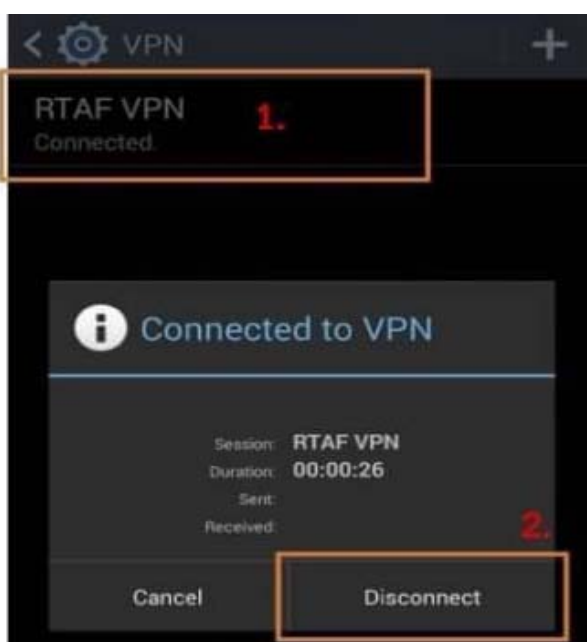 VPN
RTAF VPN
1.
Connected.
Connected to VPN
Session: RTAF VPN
Duration: 00:00:26
Sent:
Received:
2.
Cancel
Disconnect